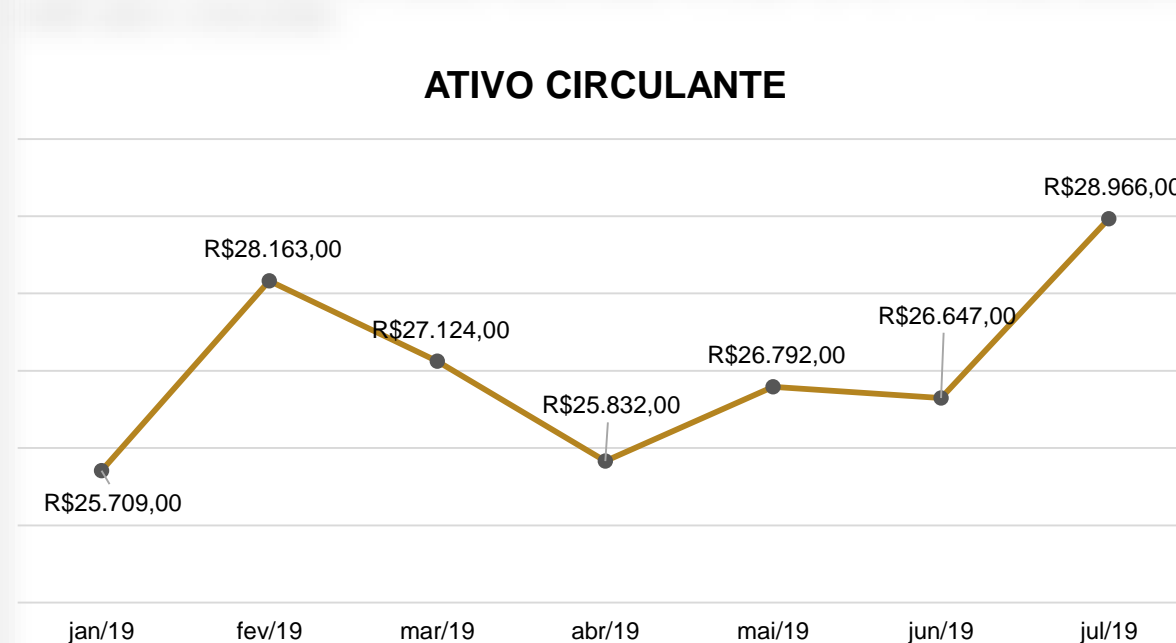 ATIVO CIRCULANTE
R$28.966,00
R$28.163,00
R$26.647,00
R$27.124,00
R$26.792,00
R$25.832,00
R$25.709,00
jan/19 fev/19 mar/19 abr/19 mai/19 jun/19 jul/19